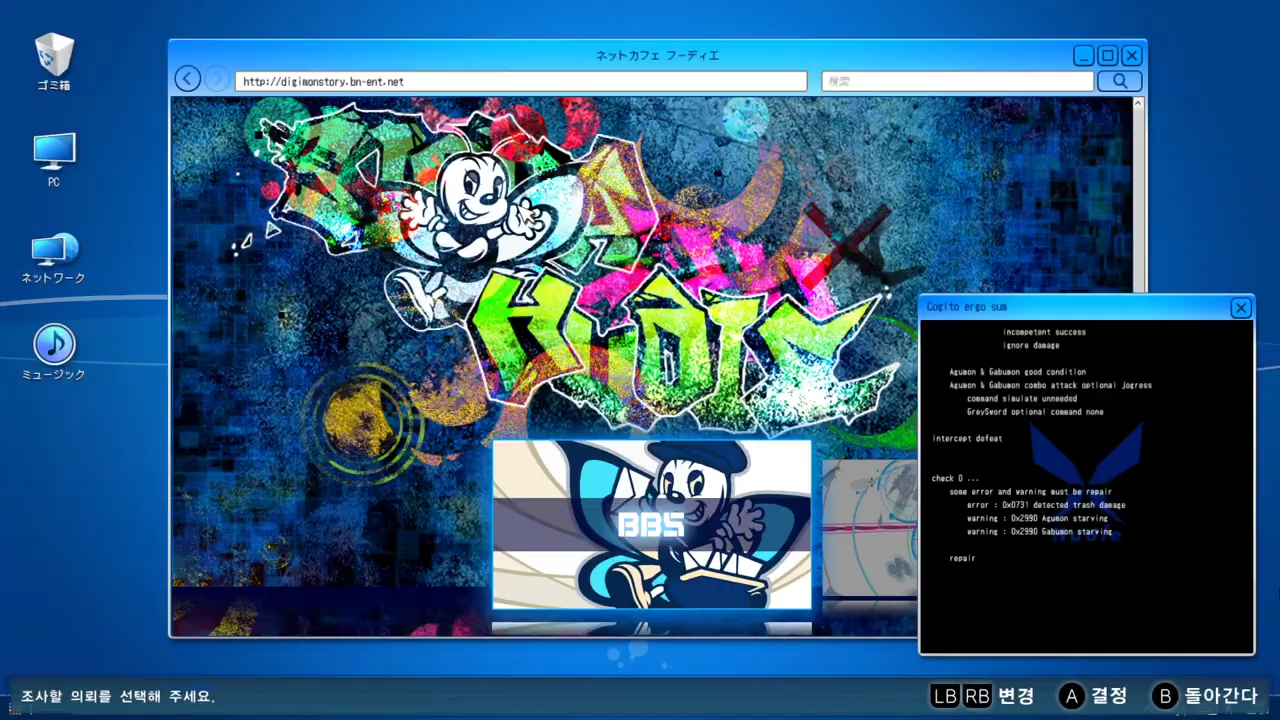 ネットカフェ フーディエ
http://digimonstory.bn-ent.net
検索
ゴミ箱
PC
ネットワーク
ミュージック
HUDIE
BBS
Cogito ergo sum
incompetent success
ignore damage
Agumon & Gabumon good condition
Agumon & Gabumon combo attack optional jogress
command simulate unneeded
GreySword optional command none
intercept defeat
chwck 0 ...
some error and warning must be repair
error : 0x0731 detected trash damage
warning : 0x2990 Agumon starving
warning : 0x2990 Gabumon starving
repair
조사할 의뢰를 선택해 주세요.
LB RB 변경 A 결정 B 돌아간다